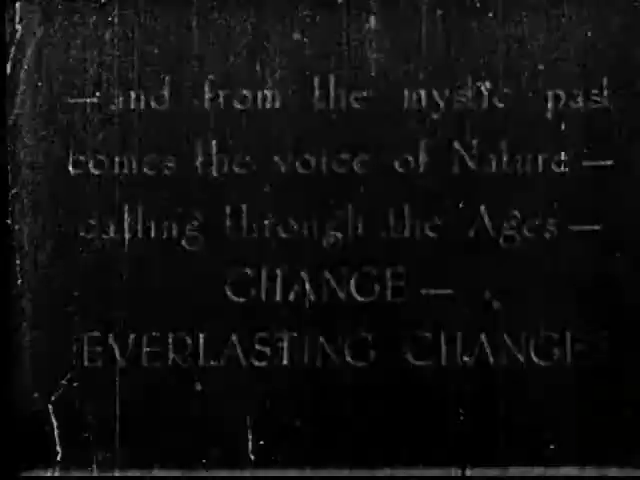 —and from the mystic past
comes the voice of Nature—
calling through the Ages—
CHANGE—
EVERLASTING CHANGE